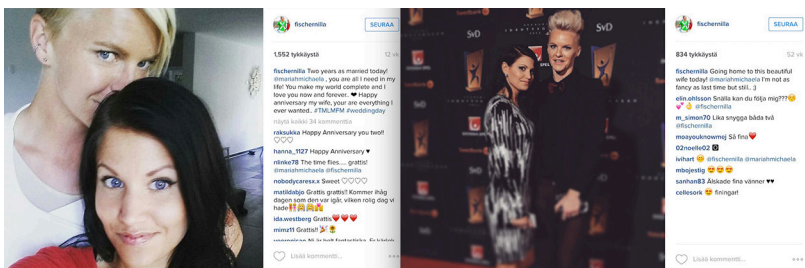 fischernilla
SEURAA
1,552 tykkäystä
12 vk
fischernilla Two years as married today!
@mariahmichaela , you are all I need in my
life! You make my world complete and I
love you now and forever.. ❤ Happy
anniversary my wife, your are everything I
ever wanted.. #TMLMFM #weddingday
näytä kaikki 34 kommenttia
raksukka Happy Anniversary you two!!
♡♡♡
hanna_1127 Happy Anniversary ♥
nlinke78 The time flies..... grattis!
@mariahmichaela @fischernilla
nobodycaresx.x Sweet ♡♡♡♡
matildabjo Grattis grattis!! Kommer ihåg
dagen som den var igår, vilken rolig dag vi
hade
ida.westberg Grattis❤❤❤
mimz11 Grattis!! 🎉🌻
Lisää kommentti...
SvD
SvD
SvD
SvD
fischernilla
SEURAA
834 tykkäystä
52 vk
fischernilla Going home to this beautiful
wife today! @mariahmichaela I'm not as
fancy as last time but still.. ;)
elin.ohlsson Snälla kan du följa mig???😊
💕👌 @fischernilla
m_simon70 Lika snygga båda två
@fischernilla
moayouknowmej Så fina❤
02noelle02
ivihart 😊 @fischernilla @mariahmichaela
mbojestig 😍😍😍
sanhan83 Älskade fina vänner ♥♥
cellesork 😍 finingar!
Lisää kommentti...